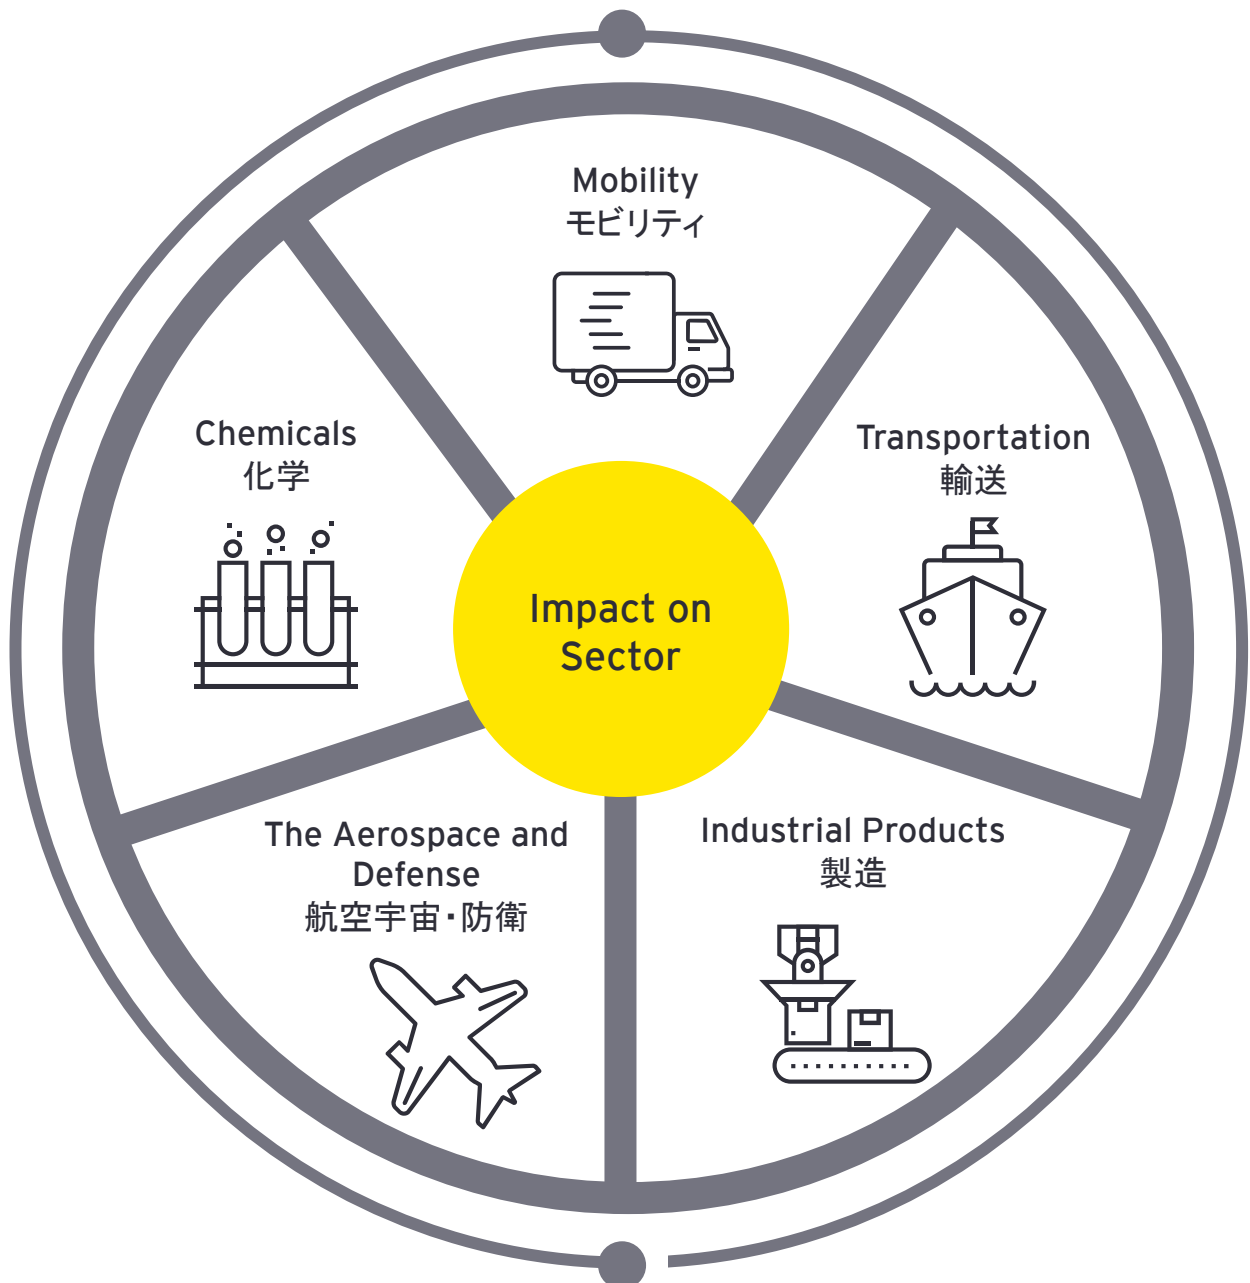 Mobility
モビリティ
Chemicals
化学
Transportation
輸送
Impact on
Sector
The Aerospace and
Defense
航空宇宙・防衛
Industrial Products
製造